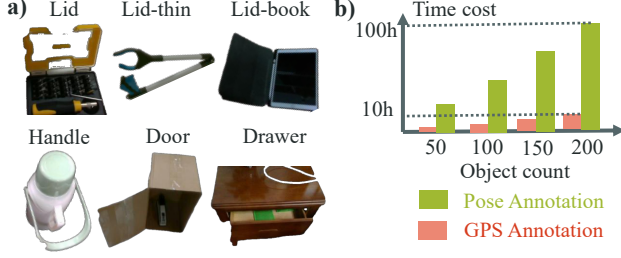 a)
Lid Lid-thin Lid-book
Handle Door Drawer
b)
Time cost
100h
10h
50 100 150 200
Object count
Pose Annotation
GPS Annotation